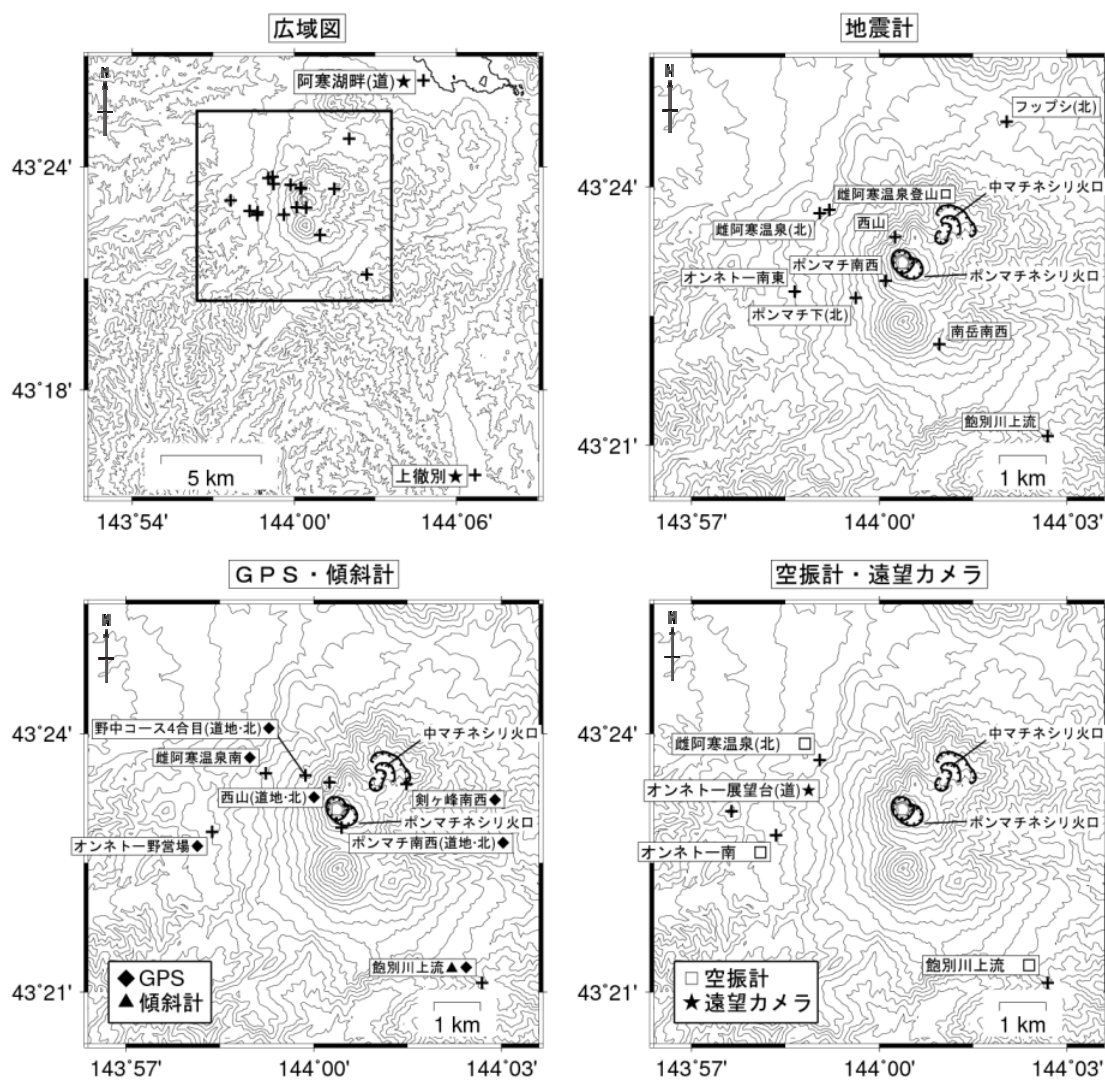 広域図
N
阿寒湖畔(道)★
43°24'
43°18'
5 km
上徹別★
143°54'
144°00'
144°06'
地震計
N
フップシ(北)
43°24'
中マチネシリ火口
雌阿寒温泉登山口
雌阿寒温泉(北)
西山
ポンマチ南西
オンネトー南東
ポンマチネシリ火口
ポンマチ下(北)
南岳南西
飽別川上流
43°21'
1 km
143°57'
144°00'
144°03'
GPS・傾斜計
N
43°24'
野中コース4合目(道地・北)◆
中マチネシリ火口
雌阿寒温泉南◆
西山(道地・北)◆
剣ヶ峰南西◆
ポンマチネシリ火口
オンネトー野営場◆
ポンマチ南西(道地・北)◆
飽別川上流▲◆
◆GPS
▲傾斜計
43°21'
1 km
143°57'
144°00'
144°03'
空振計・遠望カメラ
N
43°24'
雌阿寒温泉(北) □
中マチネシリ火口
オンネトー展望台(道)★
ポンマチネシリ火口
オンネトー南 □
飽別川上流 □
□空振計
★遠望カメラ
43°21'
1 km
143°57'
144°00'
144°03'